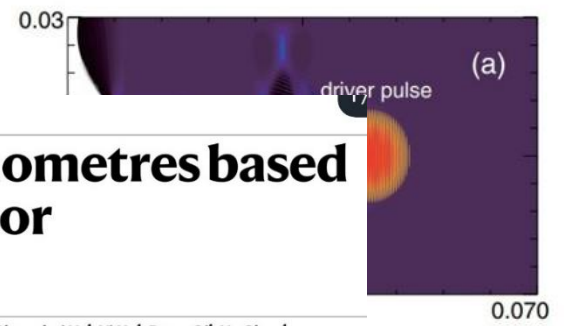 0.03
(a)
driver pulse
ometres based
or
0.070